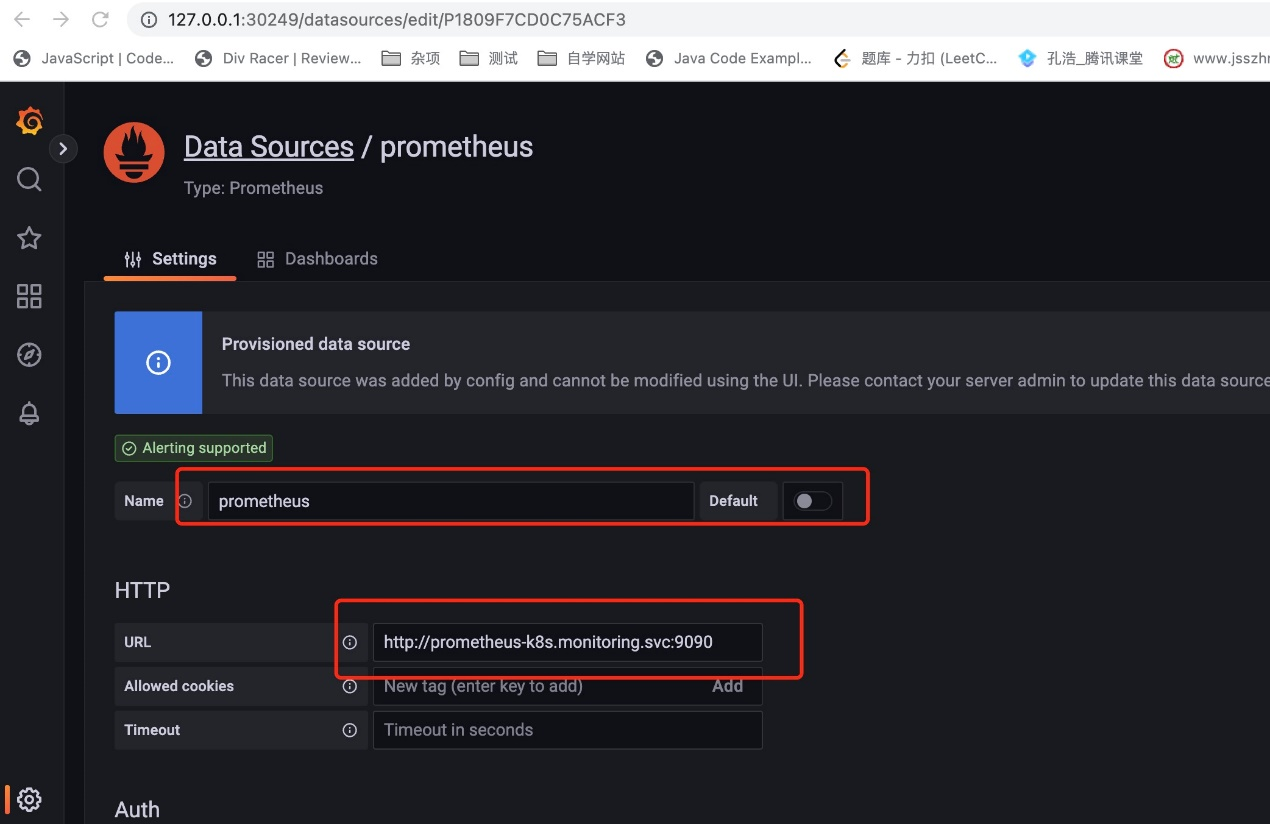 127.0.0.1:30249/datasources/edit/P1809F7CD0C75ACF3
JavaScript | Code... Div Racer | Review... 杂项 测试 自学网站 Java Code Exampl... 题库 - 力扣 (LeetC... 孔浩_腾讯课堂 www.jsszhr
Data Sources / prometheus
Type: Prometheus
Settings Dashboards
Provisioned data source
This data source was added by config and cannot be modified using the UI. Please contact your server admin to update this data source
Alerting supported
Name prometheus Default
HTTP
URL http://prometheus-k8s.monitoring.svc:9090
Allowed cookies New tag (enter key to add) Add
Timeout Timeout in seconds
Auth